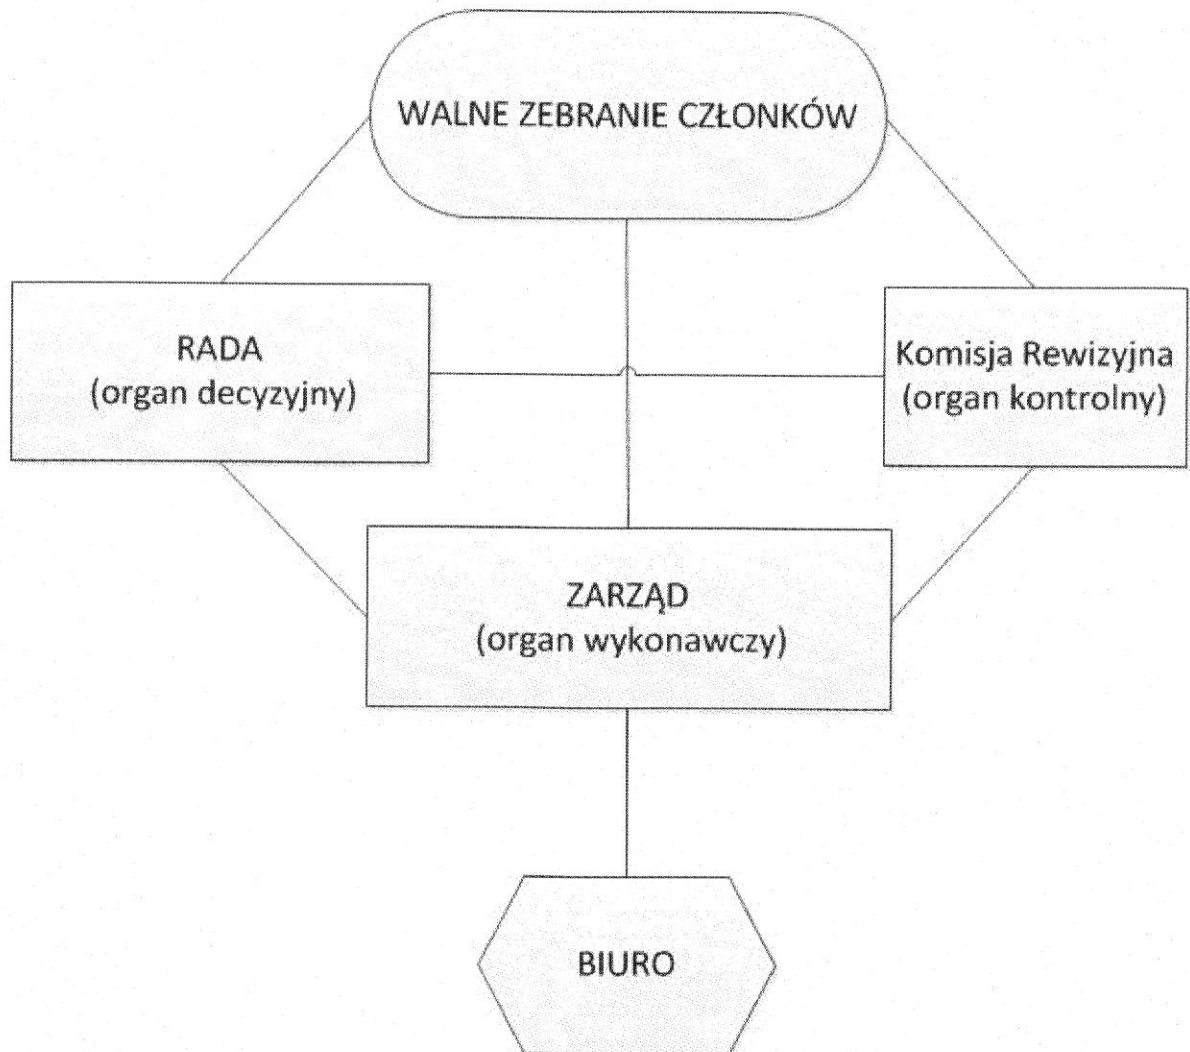 WALNE ZEBRANIE CZŁONKÓW
RADA
(organ decyzyjny)
Komisja Rewizyjna
(organ kontrolny)
ZARZĄD
(organ wykonawczy)
BIURO